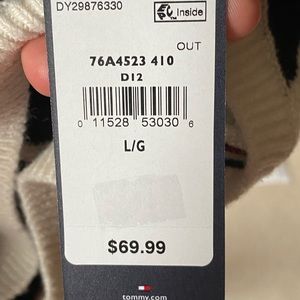 DY29876330
Inside
OUT
76A4523 410
D12
0 11528 53030 6
L/G
$69.99
tommy.com